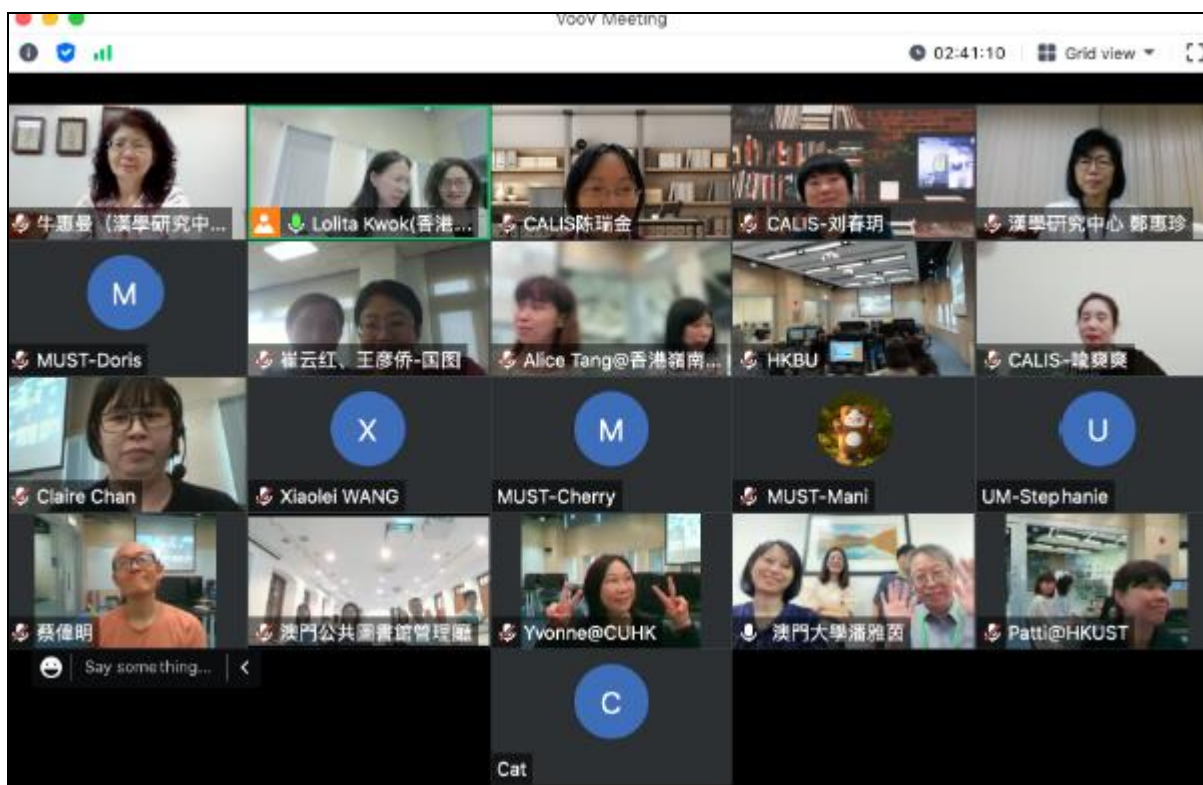 VooV Meeting
02:41:10 Grid view
牛惠曼（漢學研究中...
Lolita Kwok(香港...
CALIS陈瑞金
CALIS-刘春玥
漢學研究中心 鄭惠珍
M
MUST-Doris
崔云红、王彦侨-国图
Alice Tang@香港嶺南...
HKBU
CALIS-喻爽爽
Claire Chan
X
Xiaolei WANG
M
MUST-Cherry
MUST-Mani
U
UM-Stephanie
蔡偉明
澳門公共圖書館管理廳
Yvonne@CUHK
澳門大學潘雅茵
Patti@HKUST
Say something...
C
Cat